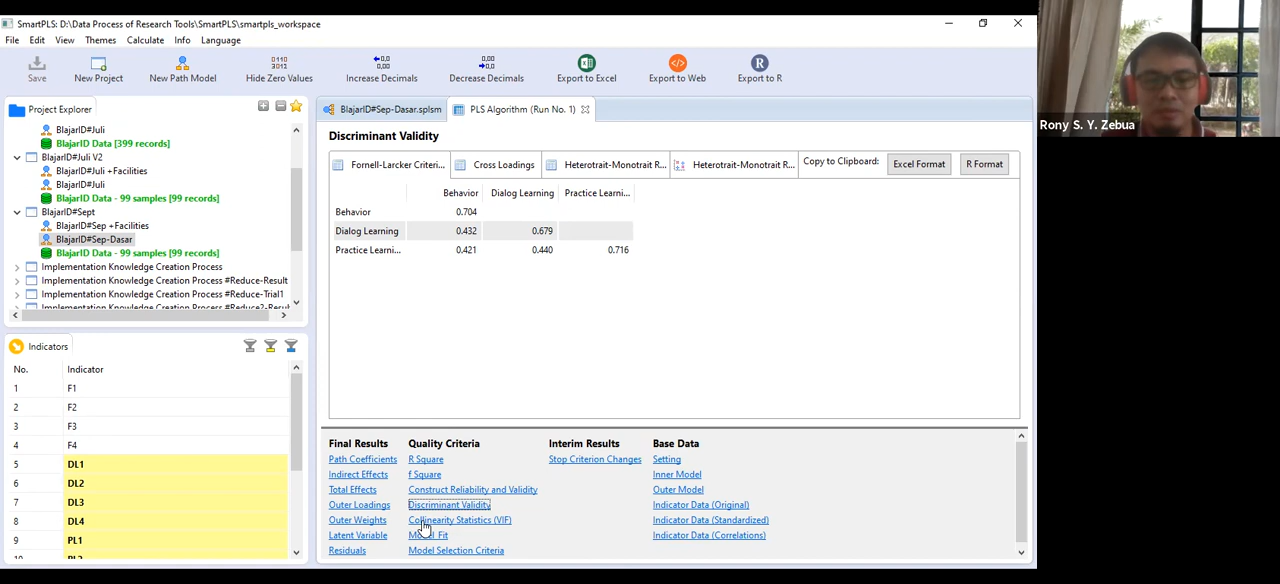 SmartPLS: D:\Data Process of Research Tools\SmartPLS\smartpls_workspace
File Edit View Themes Calculate Info Language
Save New Project New Path Model Hide Zero Values Increase Decimals Decrease Decimals Export to Excel Export to Web Export to R
Project Explorer
BlajarID#Juli
BlajarID Data [399 records]
BlajarID#Juli V2
BlajarID#Juli +Facilities
BlajarID#Juli
BlajarID Data - 99 samples [99 records]
BlajarID#Sept
BlajarID#Sep +Facilities
BlajarID#Sep-Dasar
BlajarID Data - 99 samples [99 records]
Implementation Knowledge Creation Process
Implementation Knowledge Creation Process #Reduce-Result
Implementation Knowledge Creation Process #Reduce-Trial1
Implementation Knowledge Creation Process #Reduce2-Resul
Indicators
No. Indicator
1 F1
2 F2
3 F3
4 F4
5 DL1
6 DL2
7 DL3
8 DL4
9 PL1
10 PL2
BlajarID#Sep-Dasar.splsm PLS Algorithm (Run No. 1)
Discriminant Validity
Fornell-Larcker Criteri... Cross Loadings Heterotrait-Monotrait R... Heterotrait-Monotrait R... Copy to Clipboard: Excel Format R Format
Behavior Dialog Learning Practice Learni...
Behavior 0.704
Dialog Learning 0.432 0.679
Practice Learni... 0.421 0.440 0.716
Final Results Quality Criteria Interim Results Base Data
Path Coefficients R Square Stop Criterion Changes Setting
Indirect Effects f Square Inner Model
Total Effects Construct Reliability and Validity Outer Model
Outer Loadings Discriminant Validity Indicator Data (Original)
Outer Weights Collinearity Statistics (VIF) Indicator Data (Standardized)
Latent Variable Fit Indicator Data (Correlations)
Residuals Model Selection Criteria
Rony S. Y. Zebua